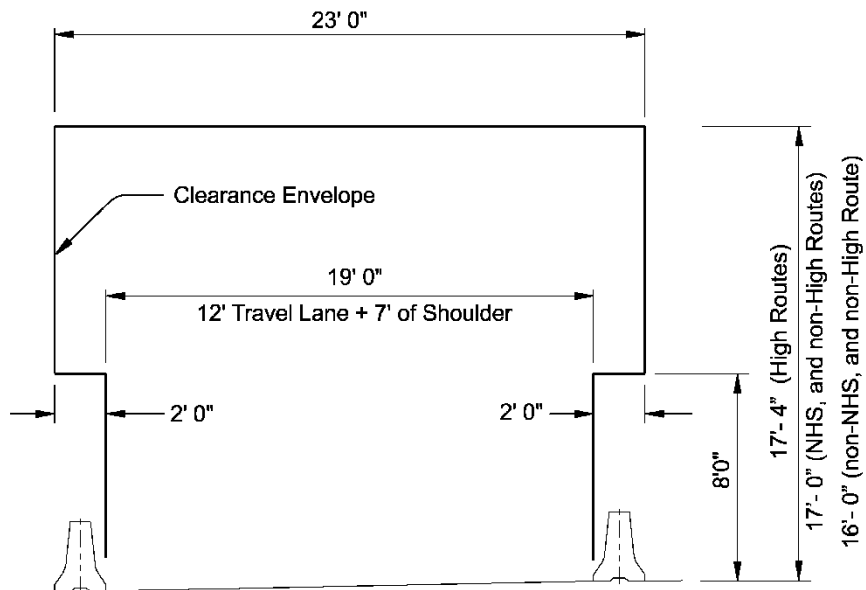 23' 0"
Clearance Envelope
19' 0"
12' Travel Lane + 7' of Shoulder
2' 0"
2' 0"
8'0"
17'- 4" (High Routes)
17'- 0" (NHS, and non-High Routes)
16'- 0" (non-NHS, and non-High Route)